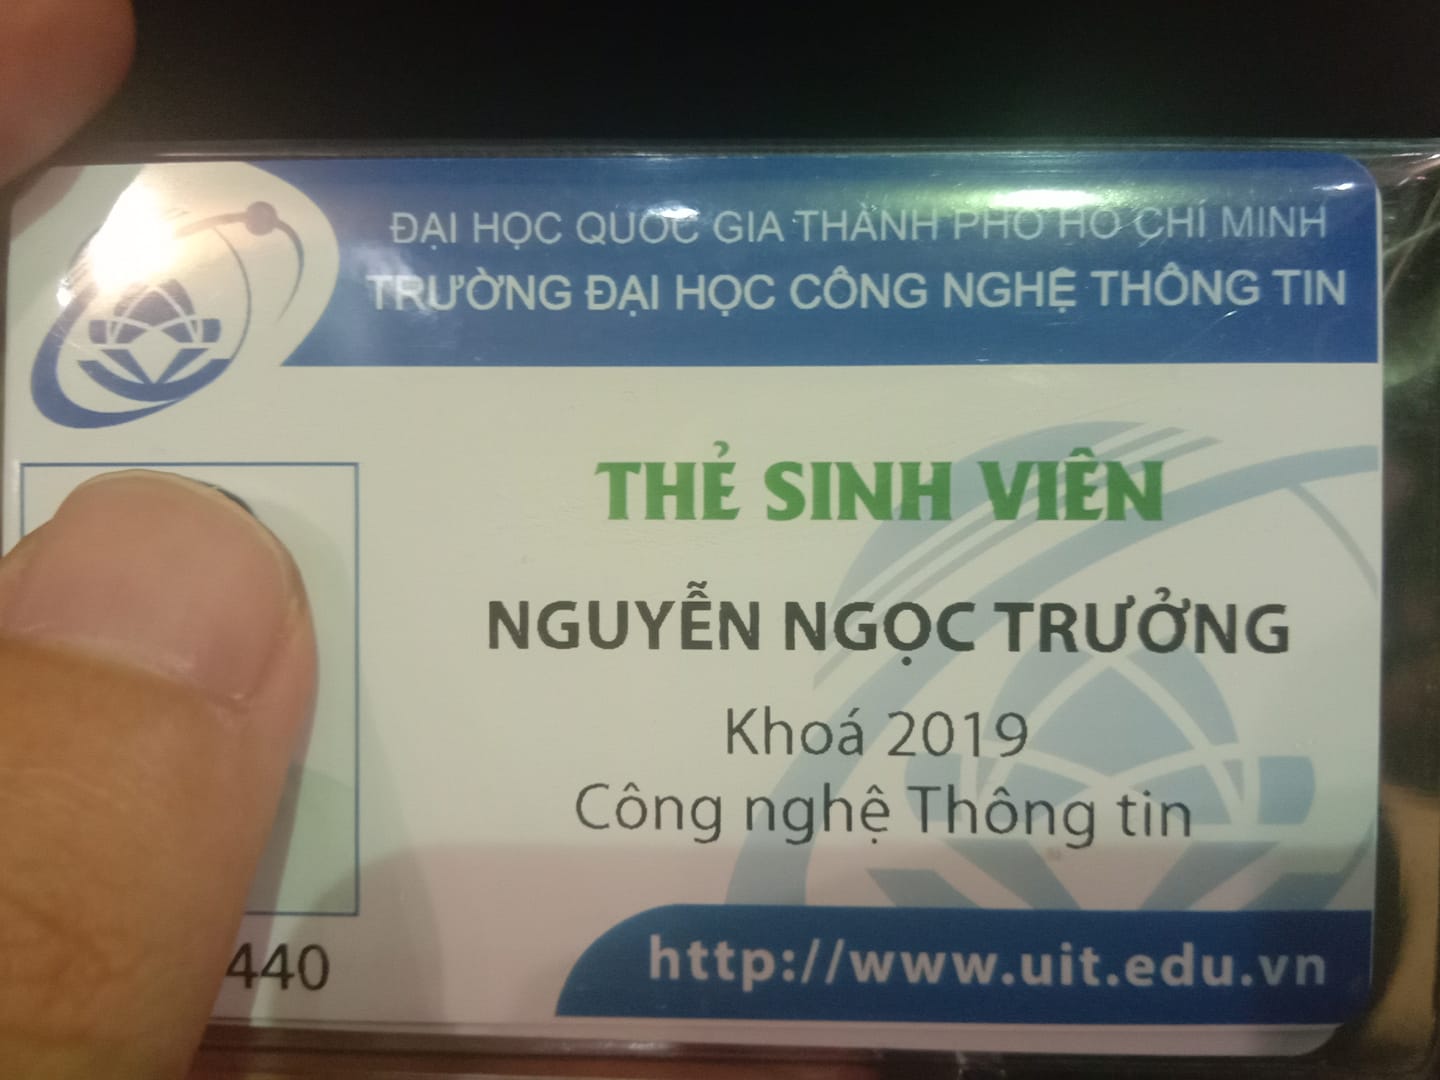 ĐẠI HỌC QUỐC GIA THÀNH PHỐ HỒ CHÍ MINH
TRƯỜNG ĐẠI HỌC CÔNG NGHỆ THÔNG TIN
THẺ SINH VIÊN
NGUYỄN NGỌC TRƯỞNG
Khoá 2019
Công nghệ Thông tin
440
http://www.uit.edu.vn